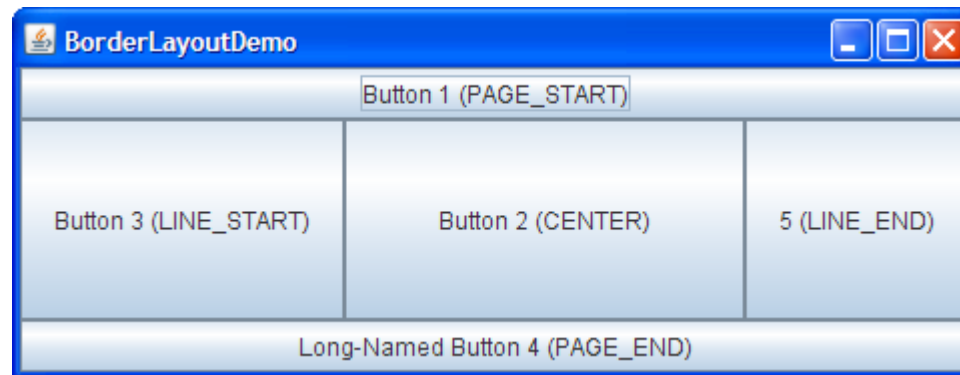 BorderLayoutDemo
Button 1 (PAGE_START)
Button 3 (LINE_START)
Button 2 (CENTER)
5 (LINE_END)
Long-Named Button 4 (PAGE_END)